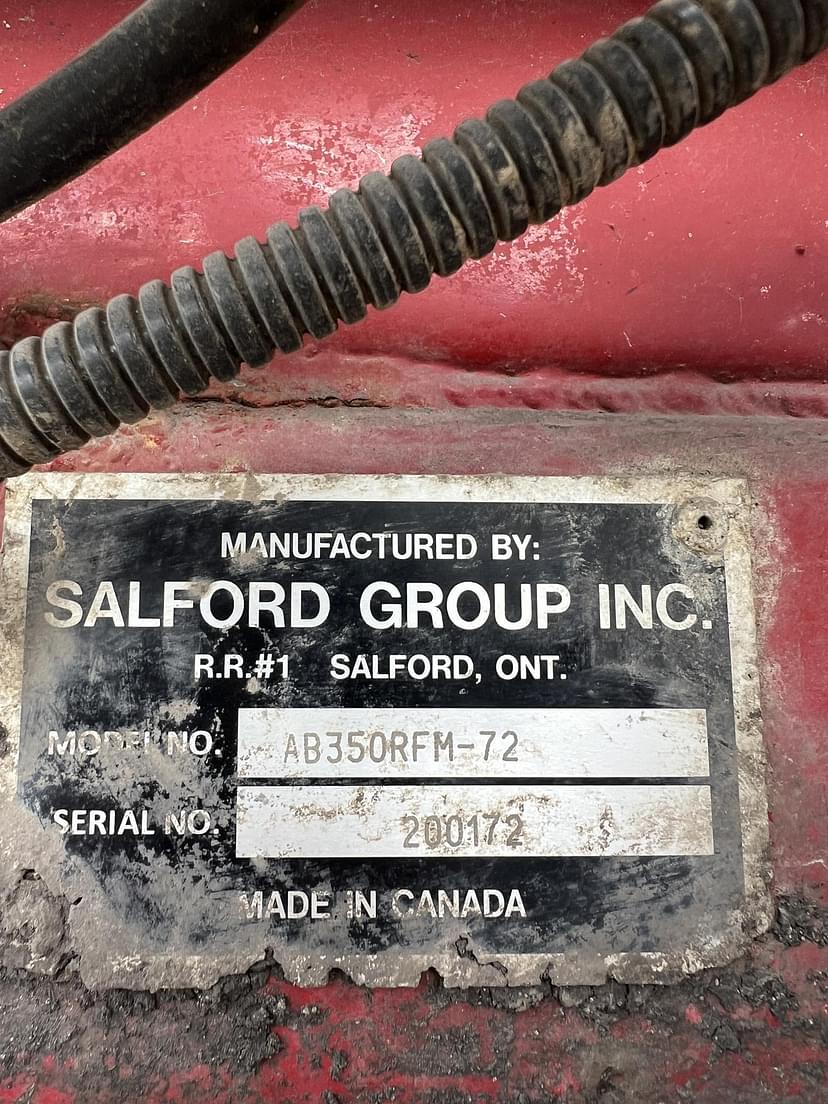 MANUFACTURED BY:
SALFORD GROUP INC.
R.R.#1 SALFORD, ONT.
MODEL NO. AB350RFM-72
SERIAL NO. 200172
MADE IN CANADA